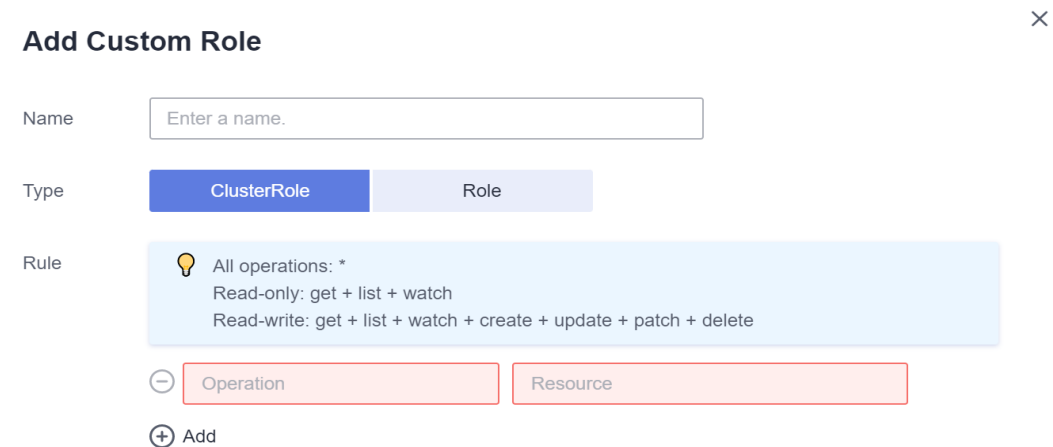 Add Custom Role
Name
Enter a name.
Type
ClusterRole
Role
Rule
All operations: *
Read-only: get + list + watch
Read-write: get + list + watch + create + update + patch + delete
Operation
Resource
Add